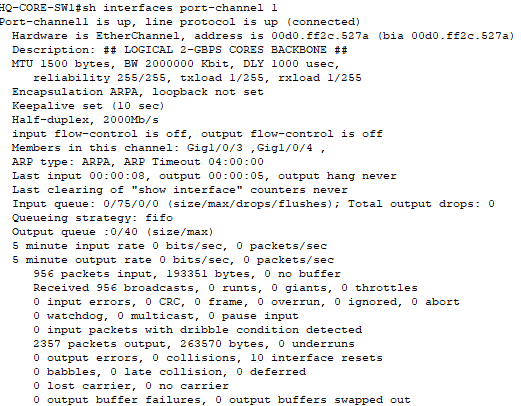 HQ-CORE-SW1#sh interfaces port-channel 1
Port-channel1 is up, line protocol is up (connected)
Hardware is EtherChannel, address is 00d0.ff2c.527a (bia 00d0.ff2c.527a)
Description: ## LOGICAL 2-GBPS CORES BACKBONE ##
MTU 1500 bytes, BW 2000000 Kbit, DLY 1000 usec,
reliability 255/255, txload 1/255, rxload 1/255
Encapsulation ARPA, loopback not set
Keepalive set (10 sec)
Half-duplex, 2000Mb/s
input flow-control is off, output flow-control is off
Members in this channel: Gig1/0/3 ,Gig1/0/4 ,
ARP type: ARPA, ARP Timeout 04:00:00
Last input 00:00:08, output 00:00:05, output hang never
Last clearing of "show interface" counters never
Input queue: 0/75/0/0 (size/max/drops/flushes); Total output drops: 0
Queueing strategy: fifo
Output queue :0/40 (size/max)
5 minute input rate 0 bits/sec, 0 packets/sec
5 minute output rate 0 bits/sec, 0 packets/sec
956 packets input, 193351 bytes, 0 no buffer
Received 956 broadcasts, 0 runts, 0 giants, 0 throttles
0 input errors, 0 CRC, 0 frame, 0 overrun, 0 ignored, 0 abort
0 watchdog, 0 multicast, 0 pause input
0 input packets with dribble condition detected
2357 packets output, 263570 bytes, 0 underruns
0 output errors, 0 collisions, 10 interface resets
0 babbles, 0 late collision, 0 deferred
0 lost carrier, 0 no carrier
0 output buffer failures, 0 output buffers swapped out